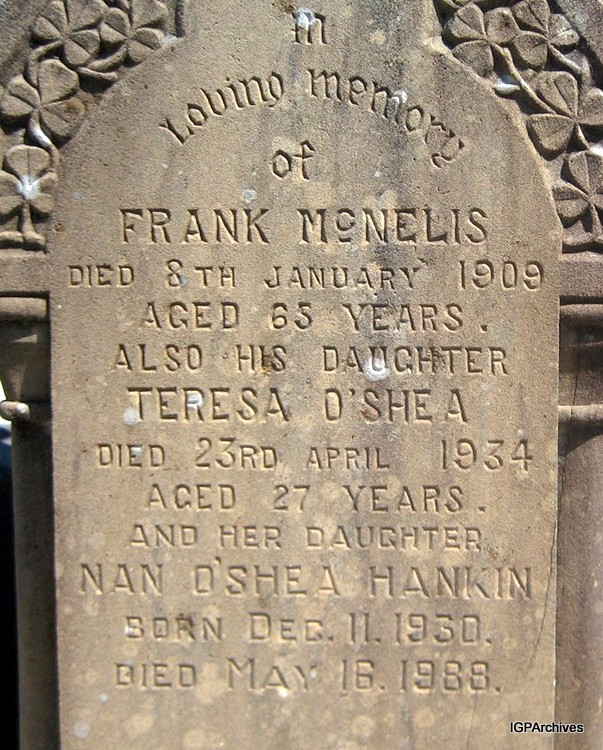 In
Loving memory
of
FRANK McNELIS
DIED 8TH JANUARY 1909
AGED 65 YEARS.
ALSO HIS DAUGHTER
TERESA O'SHEA
DIED 23RD APRIL 1934
AGED 27 YEARS.
AND HER DAUGHTER
NAN O'SHEA HANKIN
BORN DEC. 11. 1930.
DIED MAY 16. 1988.
IGPArchives